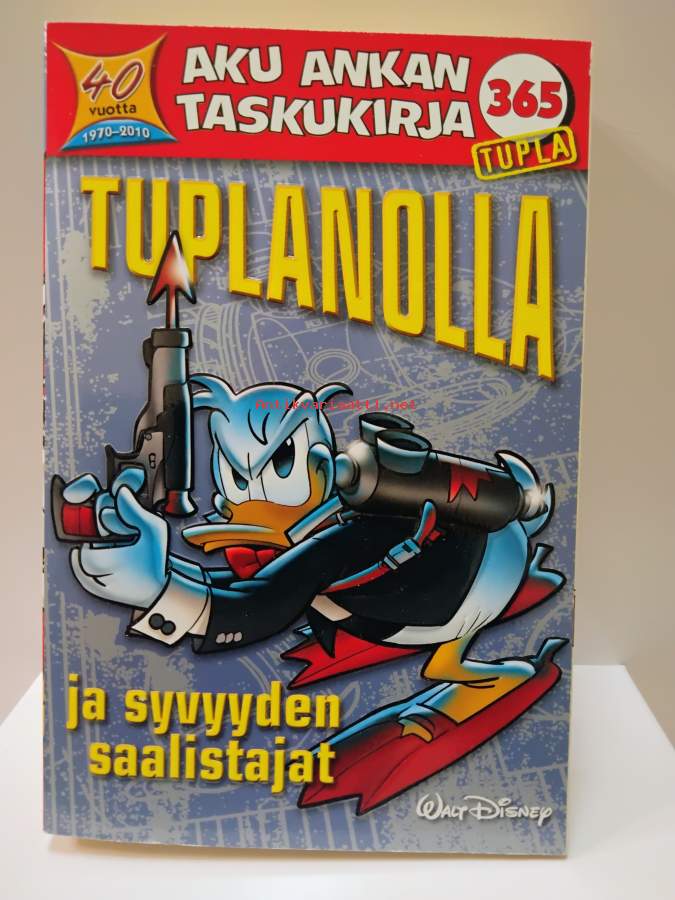 40
vuotta
1970-2010
AKU ANKAN
TASKUKIRJA
365
TUPLA
TUPLANOLLA
Antikvariaatti.net
ja syvyyden
saalistajat
WALT DISNEY